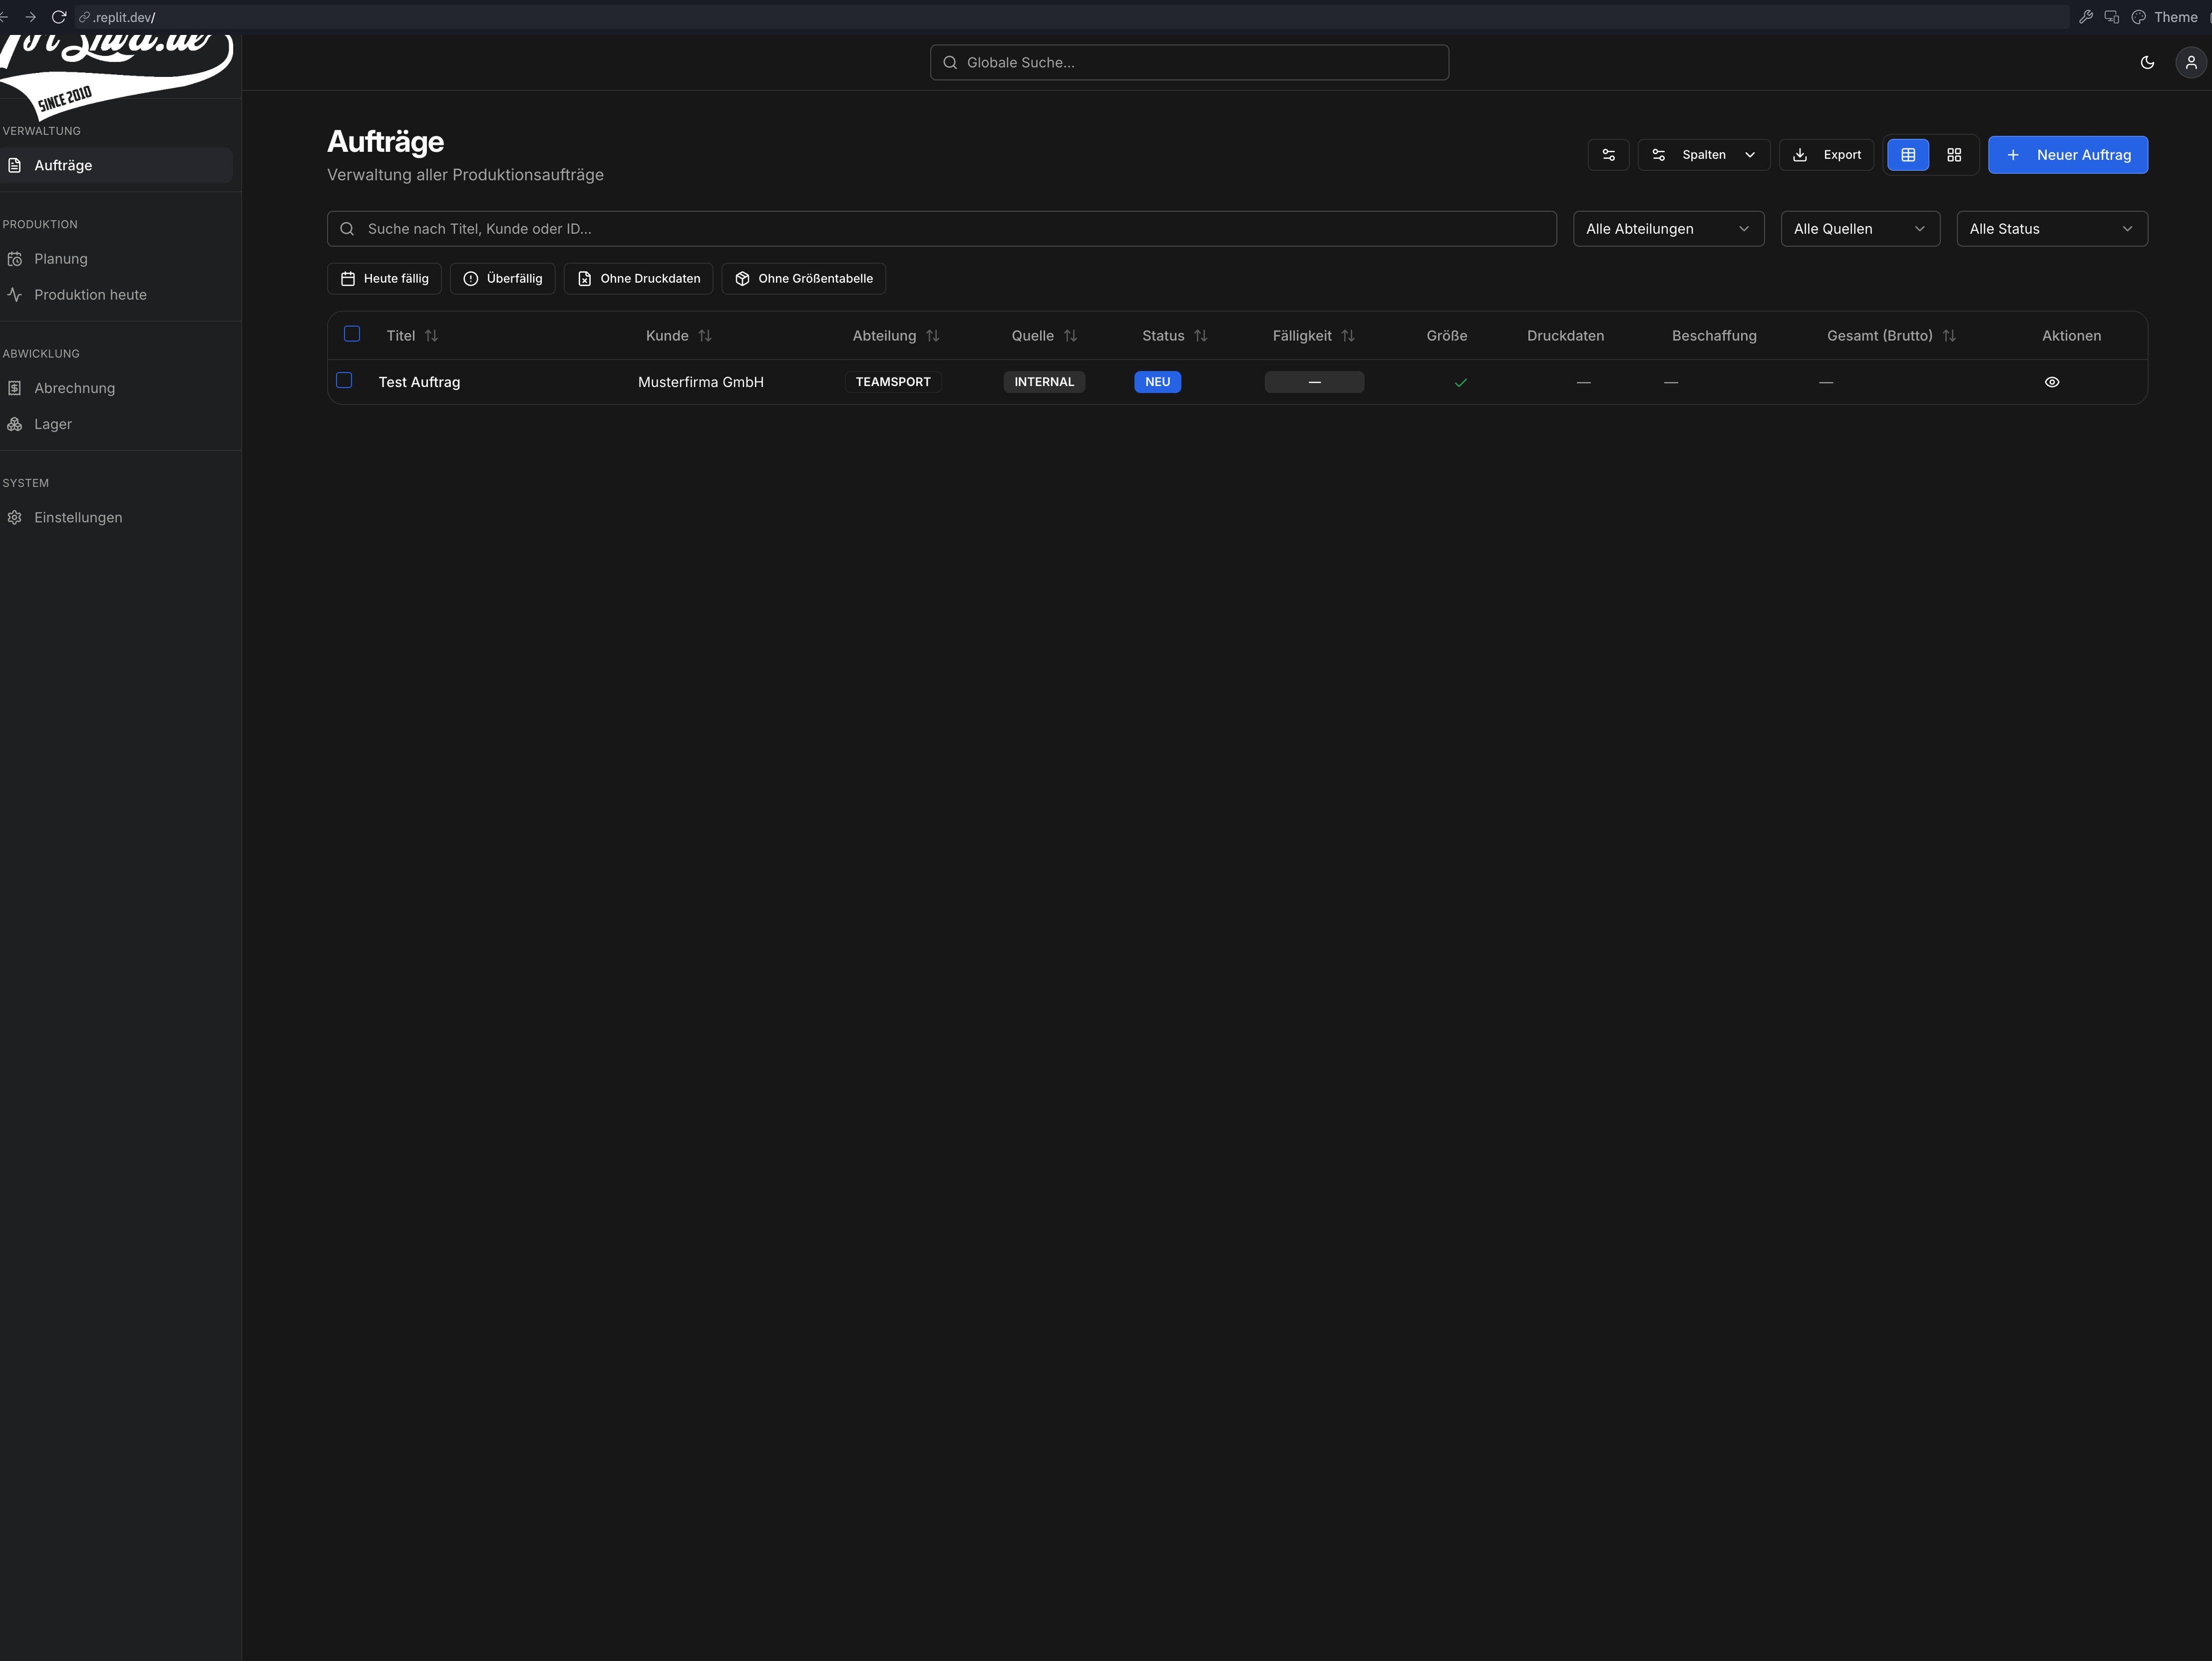 .replit.dev/
Theme
SINCE 2010
Globale Suche...
VERWALTUNG
Aufträge
PRODUKTION
Planung
Produktion heute
ABWICKLUNG
Abrechnung
Lager
SYSTEM
Einstellungen
Aufträge
Verwaltung aller Produktionsaufträge
Spalten
Export
Neuer Auftrag
Suche nach Titel, Kunde oder ID...
Alle Abteilungen
Alle Quellen
Alle Status
Heute fällig
Überfällig
Ohne Druckdaten
Ohne Größentabelle
Titel Kunde Abteilung Quelle Status Fälligkeit Größe Druckdaten Beschaffung Gesamt (Brutto) Aktionen
Test Auftrag Musterfirma GmbH TEAMSPORT INTERNAL NEU — — — —